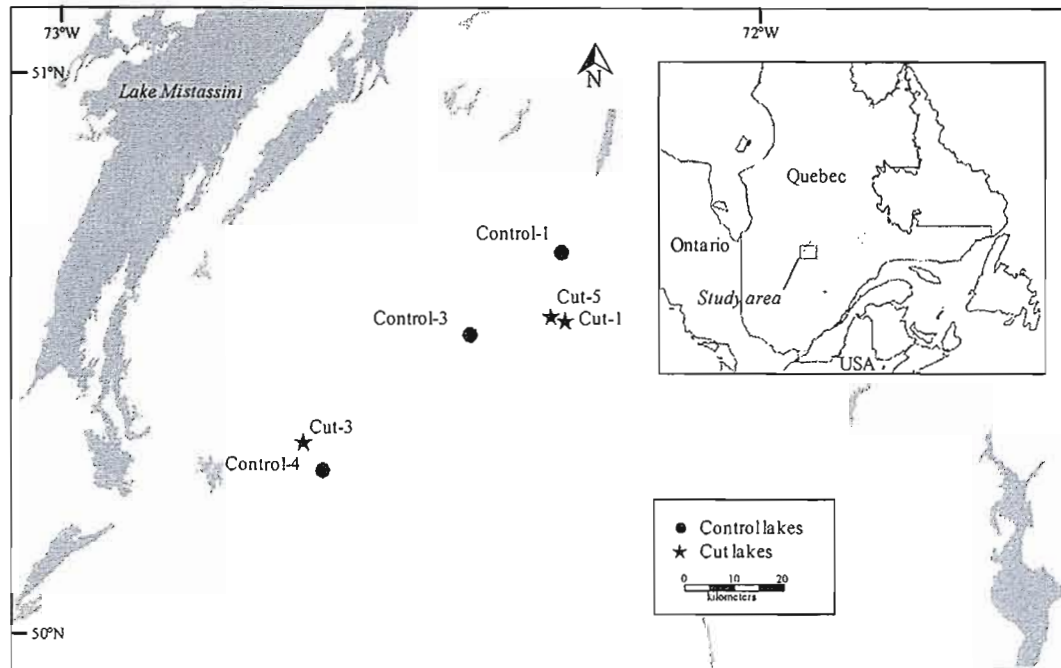 73°W
72°W
51°N
Lake Mistassini
N
Quebec
Ontario
Study area
USA
Control-1
Cut-5
Cut-1
Control-3
Cut-3
Control-4
Control lakes
Cut lakes
0 10 20
kilometers
50°N